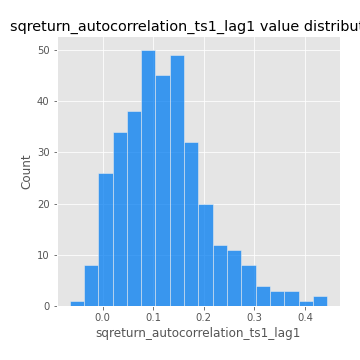 sqreturn_autocorrelation_ts1_lag1 value distribut
50
40
30
20
10
0
Count
0.0 0.1 0.2 0.3 0.4
sqreturn_autocorrelation_ts1_lag1